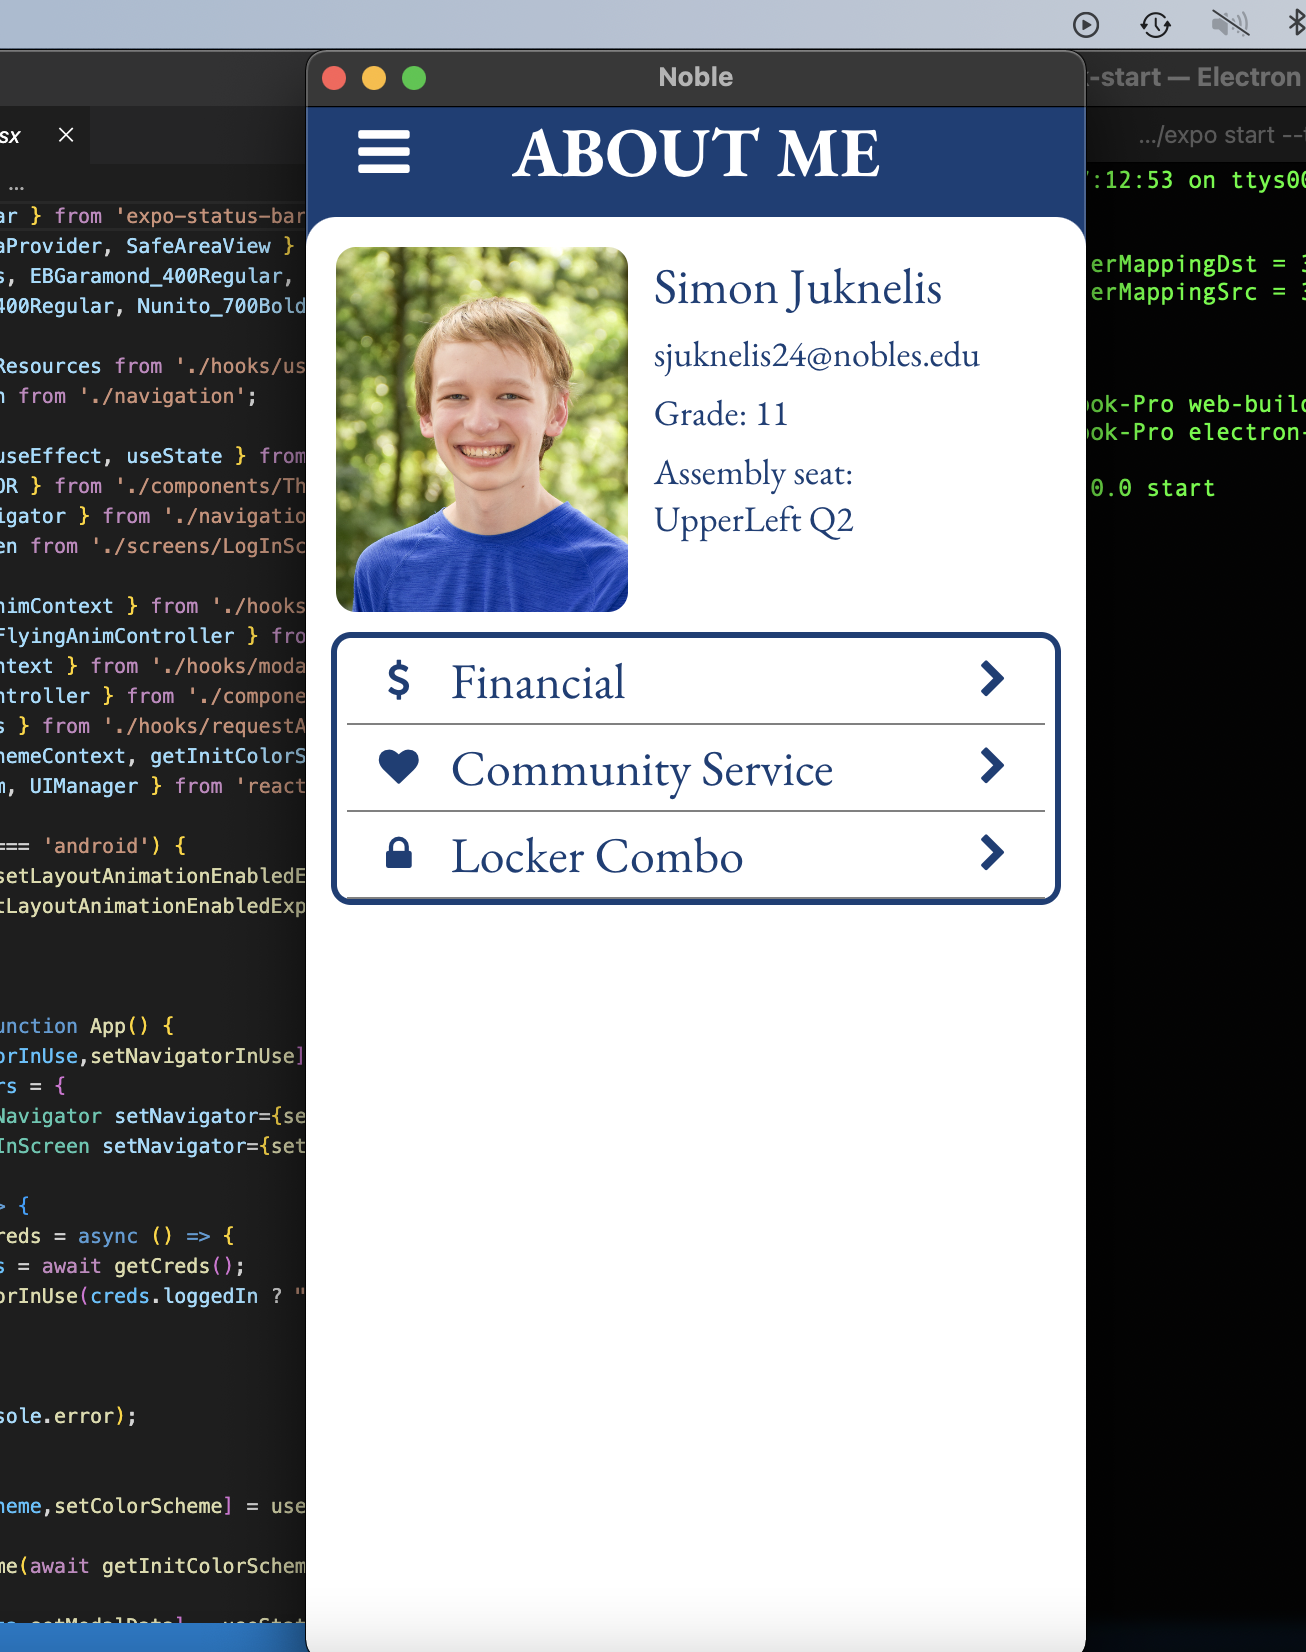 Noble
-start — Electron
sx
.../expo start --
...
ar } from 'expo-status-bar
aProvider, SafeAreaView }
s, EBGaramond_400Regular,
400Regular, Nunito_700Bold
Resources from './hooks/us
n from './navigation';
useEffect, useState } from
OR } from './components/Th
igator } from './navigatio
en from './screens/LogInSc
nimContext } from './hooks
FlyingAnimController } fro
ntext } from './hooks/moda
ntroller } from './compone
s } from './hooks/requestA
hemeContext, getInitColorS
m, UIManager } from 'react
=== 'android') {
setLayoutAnimationEnabledE
tLayoutAnimationEnabledExp
unction App() {
orInUse,setNavigatorInUse]
rs = {
Navigator setNavigator={se
InScreen setNavigator={set
> {
reds = async () => {
s = await getCreds();
orInUse(creds.loggedIn ? "
sole.error);
heme,setColorScheme] = use
me(await getInitColorSchem
ABOUT ME
Simon Juknelis
sjuknelis24@nobles.edu
Grade: 11
Assembly seat:
UpperLeft Q2
$ Financial
Community Service
Locker Combo
:12:53 on ttys00
erMappingDst = 3
erMappingSrc = 3
ook-Pro web-build
ook-Pro electron-
0.0 start